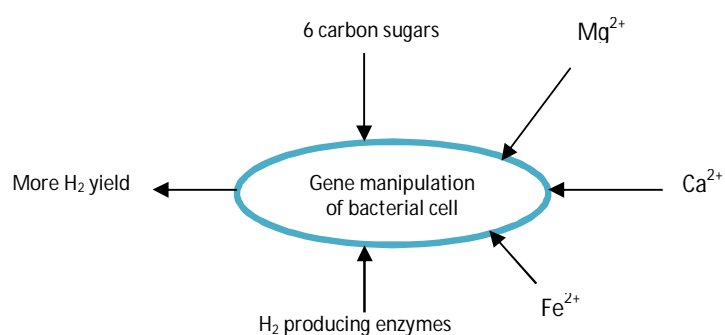 6 carbon sugars
Mg²⁺
More H₂ yield
Gene manipulation
of bacterial cell
Ca²⁺
Fe²⁺
H₂ producing enzymes